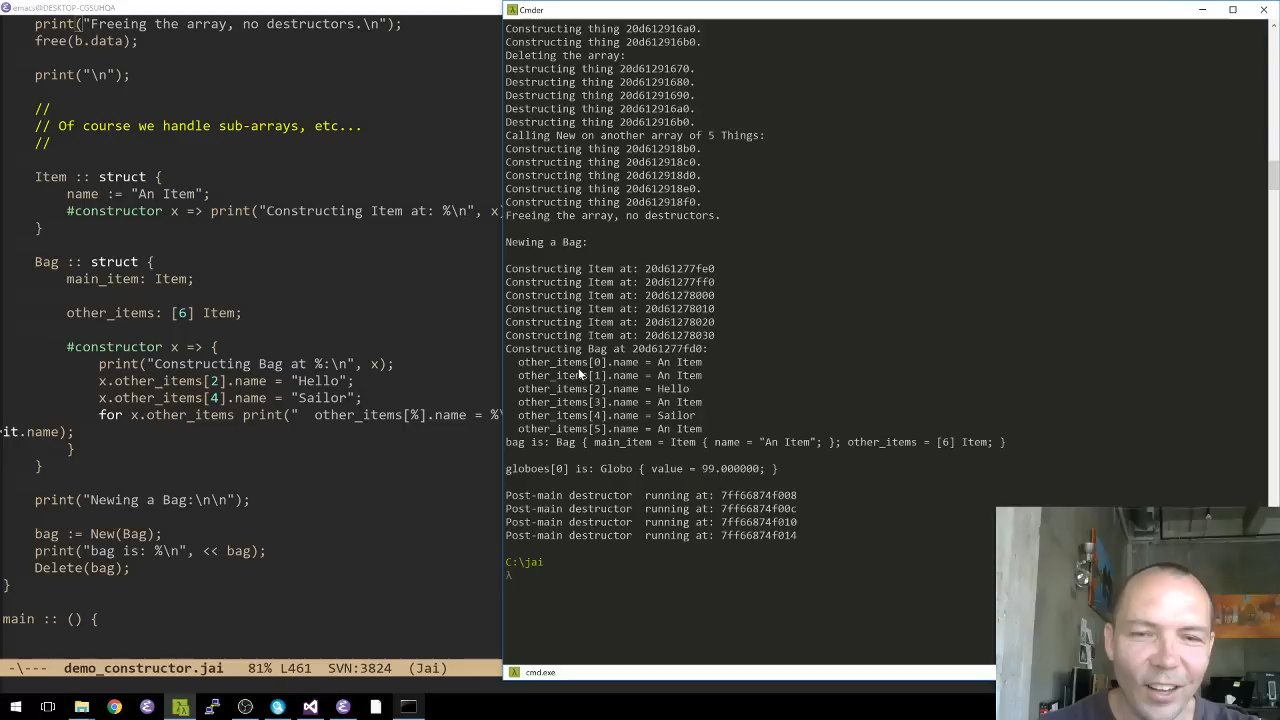 emacs@DESKTOP-CGSUHQA
print("Freeing the array, no destructors.\n");
free(b.data);
print("\n");
//
// Of course we handle sub-arrays, etc...
//
Item :: struct {
name := "An Item";
#constructor x => print("Constructing Item at: %\n", x)
}
Bag :: struct {
main_item: Item;
other_items: [6] Item;
#constructor x => {
print("Constructing Bag at %:\n", x);
x.other_items[2].name = "Hello";
x.other_items[4].name = "Sailor";
for x.other_items print("  other_items[%].name = %\
it.name);
}
}
print("Newing a Bag:\n\n");
bag := New(Bag);
print("bag is: %\n", << bag);
Delete(bag);
}
main :: () {
-\---  demo_constructor.jai  81% L461  SVN:3824  (Jai)
Cmder
Constructing thing 20d612916a0.
Constructing thing 20d612916b0.
Deleting the array:
Destructing thing 20d61291670.
Destructing thing 20d61291680.
Destructing thing 20d61291690.
Destructing thing 20d612916a0.
Destructing thing 20d612916b0.
Calling New on another array of 5 Things:
Constructing thing 20d612918b0.
Constructing thing 20d612918c0.
Constructing thing 20d612918d0.
Constructing thing 20d612918e0.
Constructing thing 20d612918f0.
Freeing the array, no destructors.
Newing a Bag:
Constructing Item at: 20d61277fe0
Constructing Item at: 20d61277ff0
Constructing Item at: 20d61278000
Constructing Item at: 20d61278010
Constructing Item at: 20d61278020
Constructing Item at: 20d61278030
Constructing Bag at 20d61277fd0:
other_items[0].name = An Item
other_items[1].name = An Item
other_items[2].name = Hello
other_items[3].name = An Item
other_items[4].name = Sailor
other_items[5].name = An Item
bag is: Bag { main_item = Item { name = "An Item"; }; other_items = [6] Item; }
globoes[0] is: Globo { value = 99.000000; }
Post-main destructor  running at: 7ff66874f008
Post-main destructor  running at: 7ff66874f00c
Post-main destructor  running at: 7ff66874f010
Post-main destructor  running at: 7ff66874f014
C:\jai
λ
cmd.exe